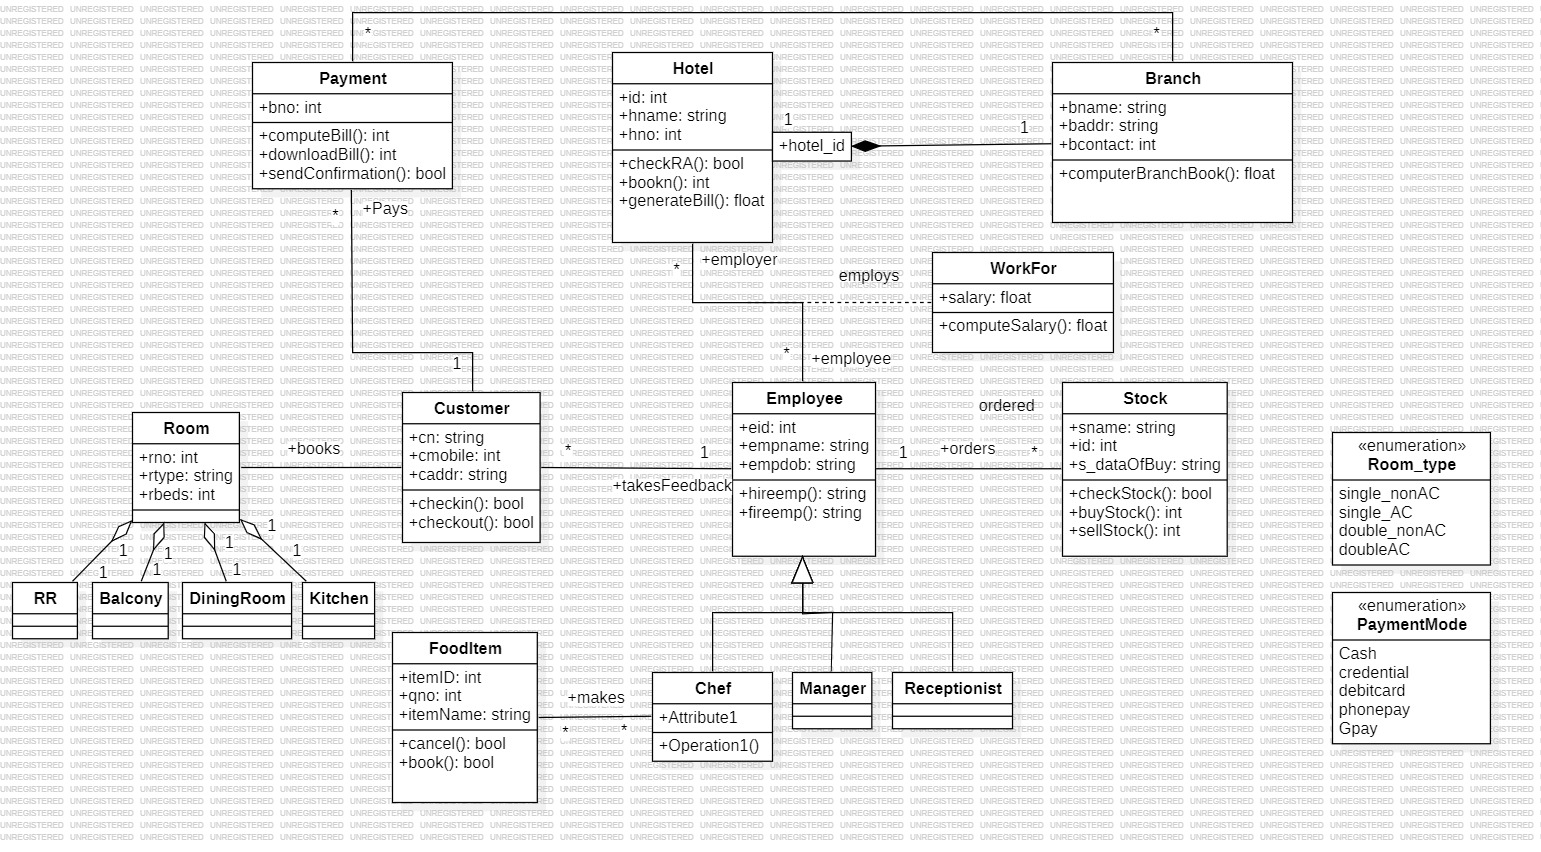 *
*
Payment
+bno: int
+computeBill(): int
+downloadBill(): int
+sendConfirmation(): bool
Hotel
+id: int
+hname: string
+hno: int
+checkRA(): bool
+bookn(): int
+generateBill(): float
1
+hotel_id
1
Branch
+bname: string
+baddr: string
+bcontact: int
+computerBranchBook(): float
*
+Pays
1
*
+employer
employs
*
+employee
WorkFor
+salary: float
+computeSalary(): float
Room
+rno: int
+rtype: string
+rbeds: int
+books
Customer
+cn: string
+cmobile: int
+caddr: string
+checkin(): bool
+checkout(): bool
*
1
+takesFeedback
Employee
+eid: int
+empname: string
+empdob: string
+hireemp(): string
+fireemp(): string
ordered
1
+orders
*
Stock
+sname: string
+id: int
+s_dataOfBuy: string
+checkStock(): bool
+buyStock(): int
+sellStock(): int
«enumeration»
Room_type
single_nonAC
single_AC
double_nonAC
doubleAC
1
1
1
1
1
1
1
1
RR
Balcony
DiningRoom
Kitchen
FoodItem
+itemID: int
+qno: int
+itemName: string
+cancel(): bool
+book(): bool
+makes
*
*
Chef
+Attribute1
+Operation1()
Manager
Receptionist
«enumeration»
PaymentMode
Cash
credential
debitcard
phonepay
Gpay
UNREGISTERED